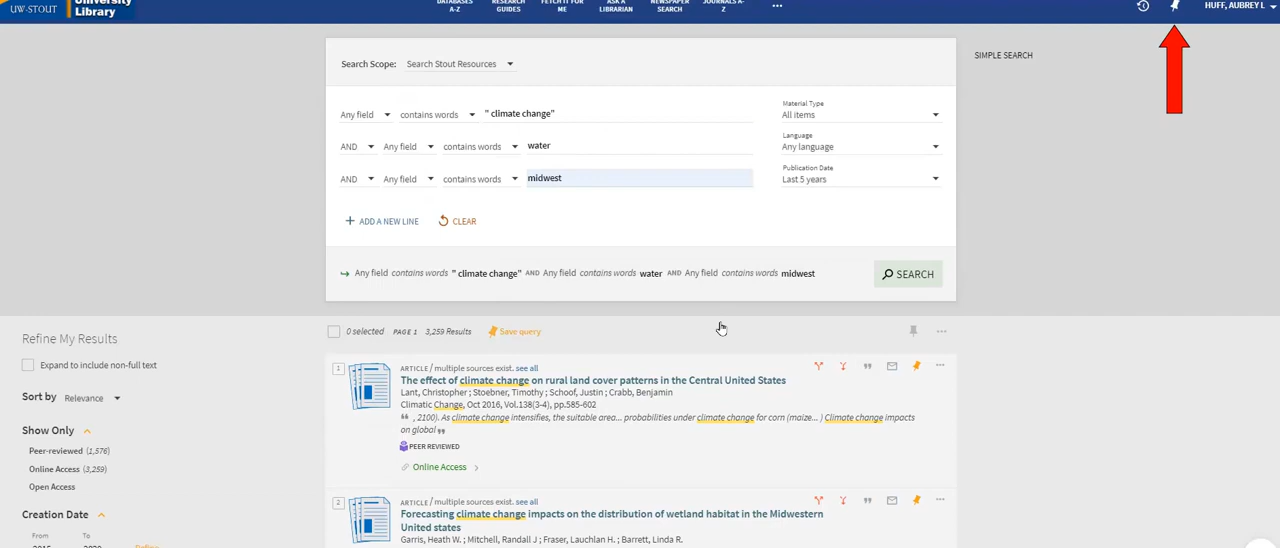 UW-STOUT
University
Library
DATABASES
A-Z
RESEARCH
GUIDES
FETCH IT FOR
ME
ASK A
LIBRARIAN
NEWSPAPER
SEARCH
JOURNALS A-
Z
HUFF, AUBREY L
Search Scope: Search Stout Resources
SIMPLE SEARCH
Any field contains words " climate change"
AND Any field contains words water
AND Any field contains words midwest
Material Type
All items
Language
Any language
Publication Date
Last 5 years
+ ADD A NEW LINE CLEAR
Any field contains words " climate change" AND Any field contains words water AND Any field contains words midwest
SEARCH
Refine My Results
Expand to include non-full text
Sort by Relevance
Show Only
Peer-reviewed (1,576)
Online Access (3,259)
Open Access
Creation Date
From To
2015 2020 Refine
0 selected PAGE 1 3,259 Results Save query
1
ARTICLE / multiple sources exist. see all
The effect of climate change on rural land cover patterns in the Central United States
Lant, Christopher ; Stoebner, Timothy ; Schoof, Justin ; Crabb, Benjamin
Climatic Change, Oct 2016, Vol.138(3-4), pp.585-602
“ , 2100). As climate change intensifies, the suitable area... probabilities under climate change for corn (maize... ) Climate change impacts
on global ”
PEER REVIEWED
Online Access
2
ARTICLE / multiple sources exist. see all
Forecasting climate change impacts on the distribution of wetland habitat in the Midwestern
United states
Garris, Heath W. ; Mitchell, Randall J ; Fraser, Lauchlan H. ; Barrett, Linda R.